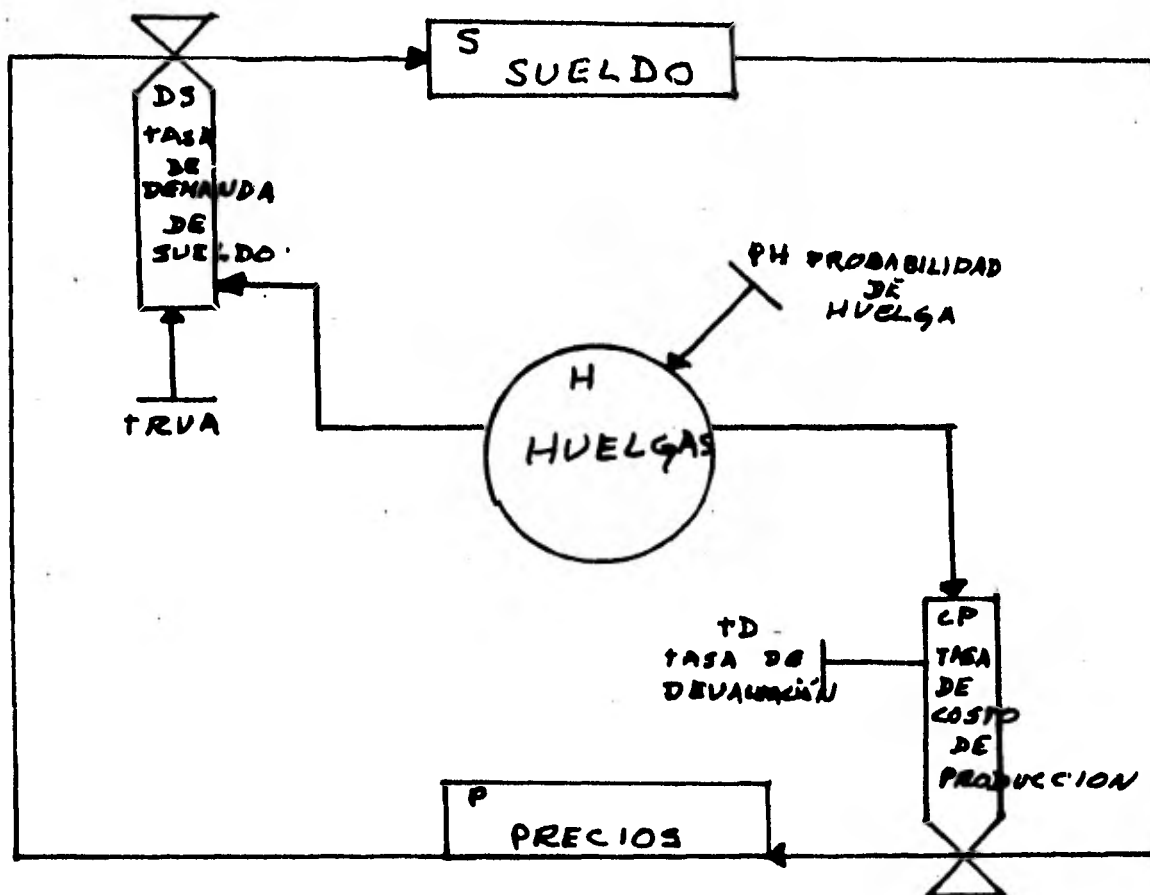 S
SUELDO
DS
TASA
DE
DEMANDA
DE
SUELDO
TRUA
PH PROBABILIDAD
DE
HUELGA
H
HUELGAS
TD
TASA DE
DEVALUACIÓN
CP
TASA
DE
COSTO
DE
PRODUCCION
P
PRECIOS